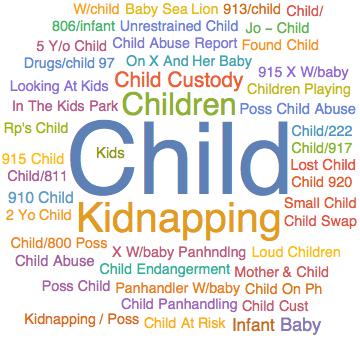 W/child Baby Sea Lion 913/child Child/
806/infant Unrestrained Child Jo – Child
5 Y/o Child Child Abuse Report Found Child
Drugs/child 97 On X And Her Baby
Looking At Kids Child Custody 915 X W/baby
In The Kids Park Children Children Playing
Poss Child Abuse
Rp's Child Child/222
Child
Kids Child/917
915 Child Lost Child
Child/811 Child 920
910 Child Small Child
2 Yo Child Kidnapping Child Swap
Child/800 Poss X W/baby Panhndlng Loud Children
Child Abuse Child Endangerment Mother & Child
Poss Child Panhandler W/baby Child On Ph
Child Panhandling Child Cust
Kidnapping / Poss Child At Risk Infant Baby